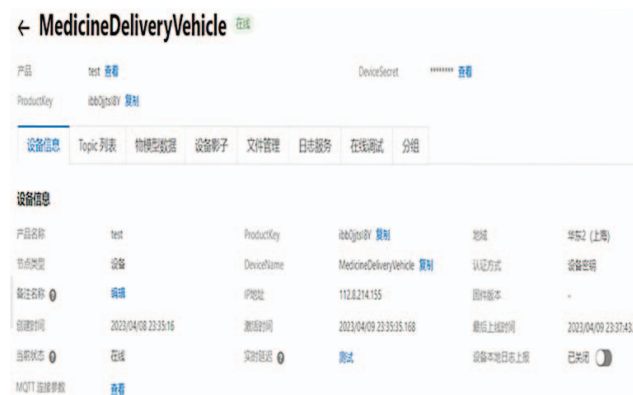 ← MedicineDeliveryVehicle 在线
产品 test 查看 DeviceSecret ******** 查看
ProductKey 复制
设备信息 Topic 列表 物模型数据 设备影子 文件管理 日志服务 在线调试 分组
设备信息
产品名称 test ProductKey 复制 地域 华东2 (上海)
节点类型 设备 DeviceName MedicineDeliveryVehicle 复制 认证方式 设备密钥
备注名称 编辑 IP地址 112.8.214.155 固件版本 -
创建时间 2023/04/08 23:35:16 激活时间 2023/04/09 23:35:35.168 最后上线时间 2023/04/09 23:37:43.
当前状态 在线 实时延迟 测试 设备本地日志上报 已关闭
MQTT 连接参数 查看